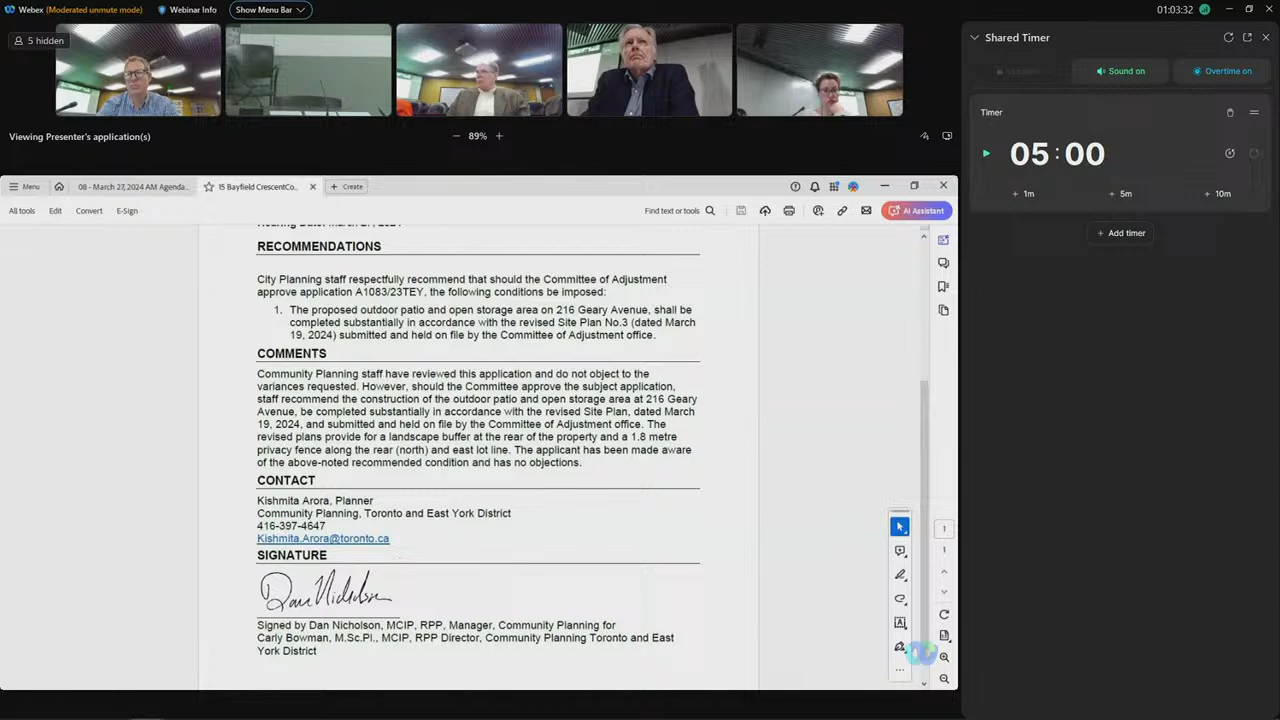 Webex (Moderated unmute mode) Webinar Info Show Menu Bar 01:03:32
5 hidden
Shared Timer
Sound on Overtime on
Viewing Presenter's application(s) 89%
Timer
05:00
+ 1m + 5m + 10m
+ Add timer
Menu 08 - March 27, 2024 AM Agenda... 15 Bayfield CrescentCo... + Create
All tools Edit Convert E-Sign Find text or tools AI Assistant
RECOMMENDATIONS
City Planning staff respectfully recommend that should the Committee of Adjustment
approve application A1083/23TEY, the following conditions be imposed:
1. The proposed outdoor patio and open storage area on 216 Geary Avenue, shall be
completed substantially in accordance with the revised Site Plan No.3 (dated March
19, 2024) submitted and held on file by the Committee of Adjustment office.
COMMENTS
Community Planning staff have reviewed this application and do not object to the
variances requested. However, should the Committee approve the subject application,
staff recommend the construction of the outdoor patio and open storage area at 216 Geary
Avenue, be completed substantially in accordance with the revised Site Plan, dated March
19, 2024, and submitted and held on file by the Committee of Adjustment office. The
revised plans provide for a landscape buffer at the rear of the property and a 1.8 metre
privacy fence along the rear (north) and east lot line. The applicant has been made aware
of the above-noted recommended condition and has no objections.
CONTACT
Kishmita Arora, Planner
Community Planning, Toronto and East York District
416-397-4647
Kishmita.Arora@toronto.ca
SIGNATURE
Dan Nicholson
Signed by Dan Nicholson, MCIP, RPP, Manager, Community Planning for
Carly Bowman, M.Sc.Pl., MCIP, RPP Director, Community Planning Toronto and East
York District
1
1